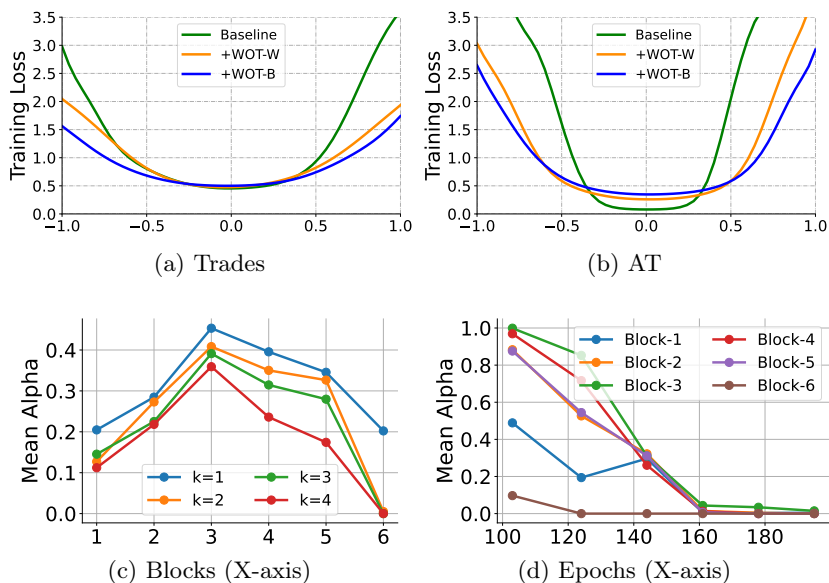 3.5
3.0
2.5
2.0
1.5
1.0
0.5
0.0
Training Loss
Baseline
+WOT-W
+WOT-B
−1.0 −0.5 0.0 0.5 1.0
(a) Trades
3.5
3.0
2.5
2.0
1.5
1.0
0.5
0.0
Training Loss
Baseline
+WOT-W
+WOT-B
−1.0 −0.5 0.0 0.5 1.0
(b) AT
0.4
0.3
0.2
0.1
0.0
Mean Alpha
k=1 k=3
k=2 k=4
1 2 3 4 5 6
(c) Blocks (X-axis)
1.0
0.8
0.6
0.4
0.2
0.0
Mean Alpha
Block-1 Block-4
Block-2 Block-5
Block-3 Block-6
100 120 140 160 180
(d) Epochs (X-axis)